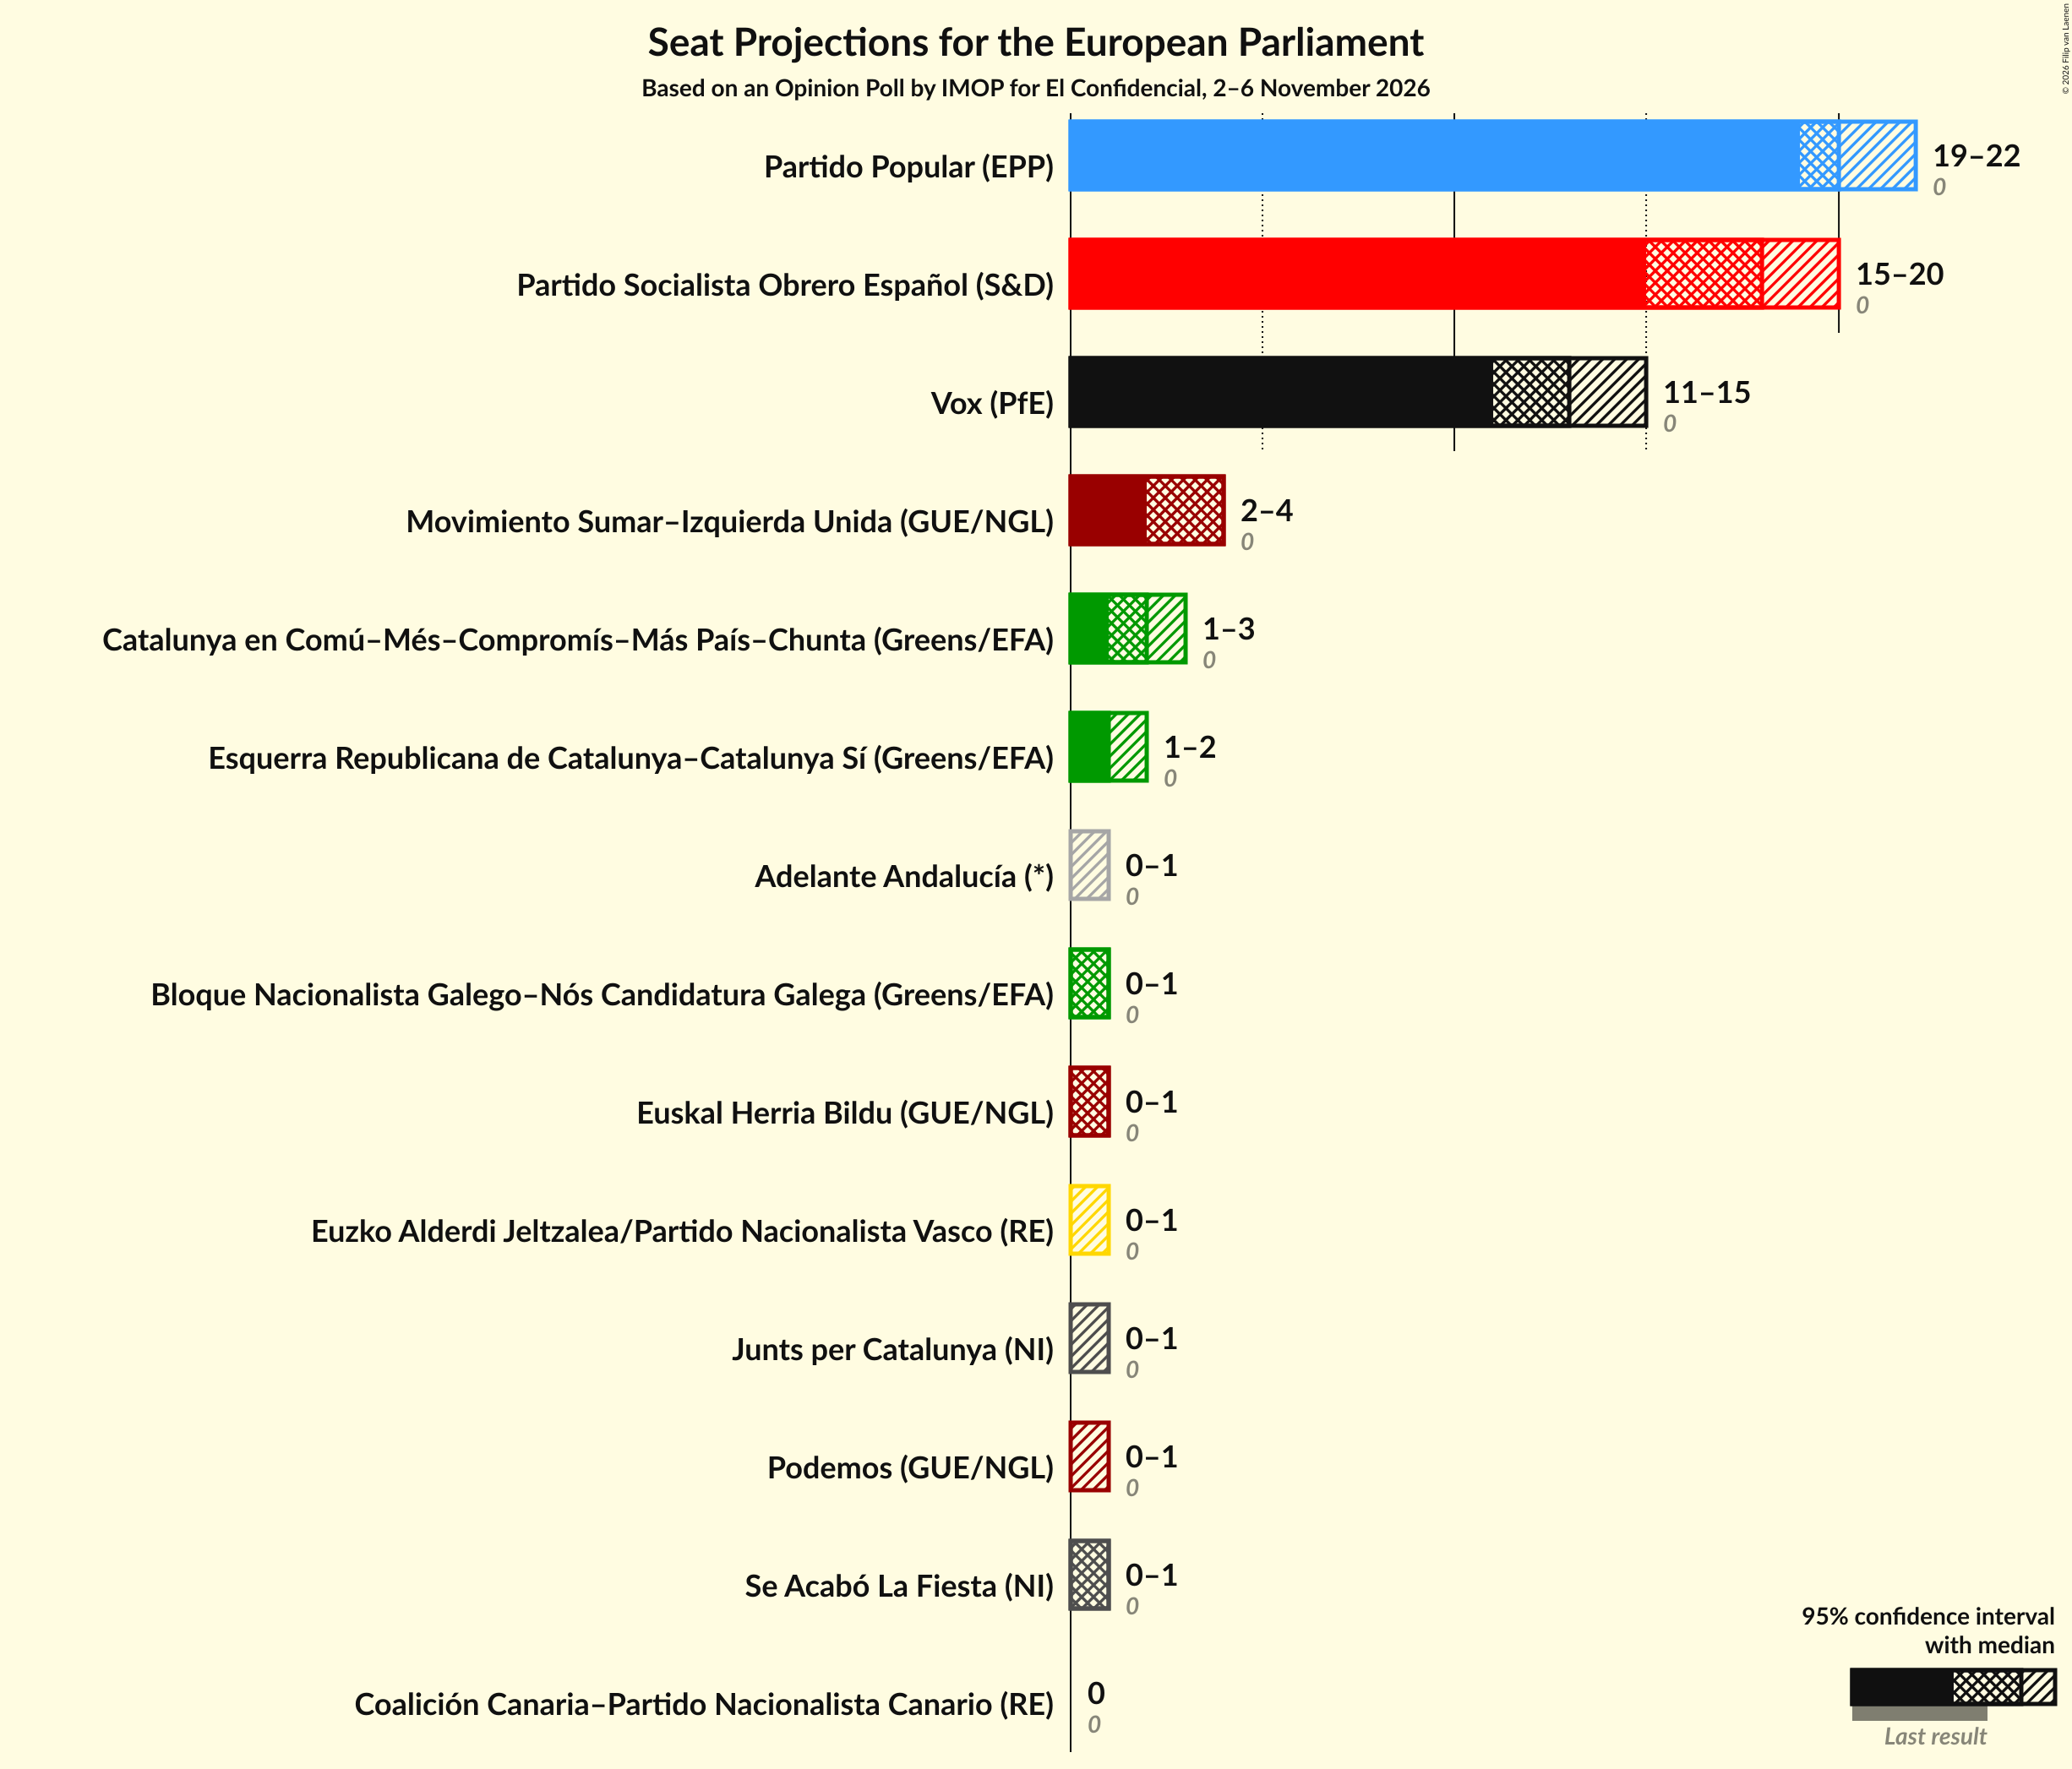 Seat Projections for the European Parliament
Based on an Opinion Poll by IMOP for El Confidencial, 2–6 November 2026
© 2026 Filip van Laenen
Partido Popular (EPP)
19–22
0
Partido Socialista Obrero Español (S&D)
15–20
0
Vox (PfE)
11–15
0
Movimiento Sumar–Izquierda Unida (GUE/NGL)
2–4
0
Catalunya en Comú–Més–Compromís–Más País–Chunta (Greens/EFA)
1–3
0
Esquerra Republicana de Catalunya–Catalunya Sí (Greens/EFA)
1–2
0
Adelante Andalucía (*)
0–1
0
Bloque Nacionalista Galego–Nós Candidatura Galega (Greens/EFA)
0–1
0
Euskal Herria Bildu (GUE/NGL)
0–1
0
Euzko Alderdi Jeltzalea/Partido Nacionalista Vasco (RE)
0–1
0
Junts per Catalunya (NI)
0–1
0
Podemos (GUE/NGL)
0–1
0
Se Acabó La Fiesta (NI)
0–1
0
Coalición Canaria–Partido Nacionalista Canario (RE)
0
0
95% confidence interval
with median
Last result